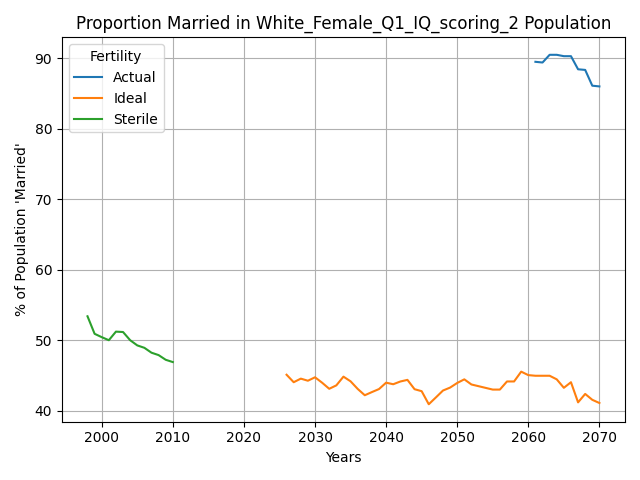 Proportion Married in White_Female_Q1_IQ_scoring_2 Population
Fertility
Actual
Ideal
Sterile
% of Population 'Married'
90
80
70
60
50
40
2000
2010
2020
2030
2040
2050
2060
2070
Years